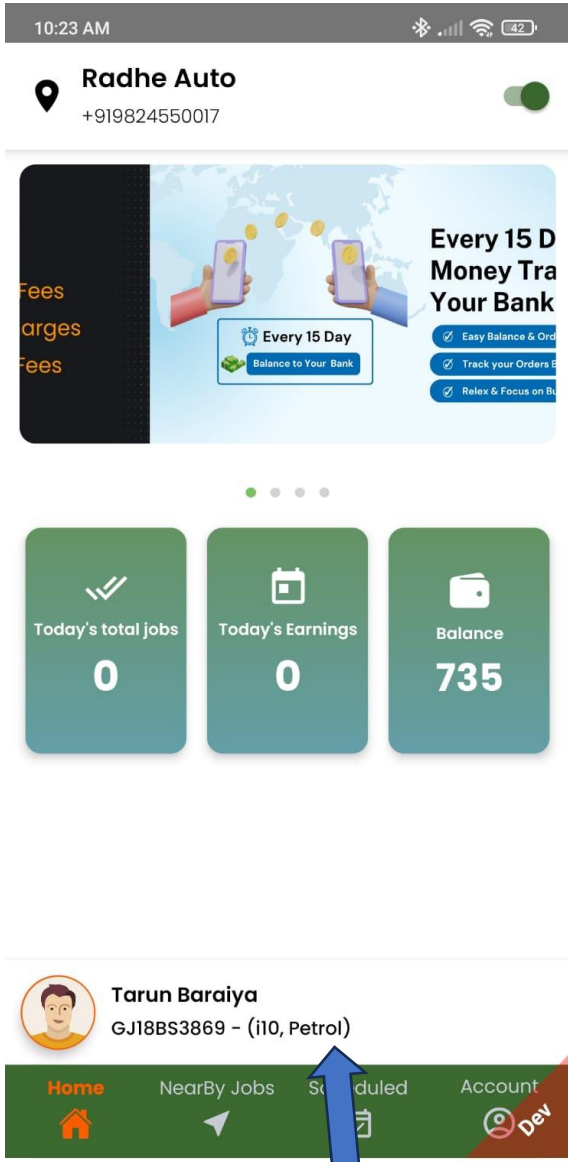 10:23 AM
42
Radhe Auto
+919824550017
Fees
arges
Fees
Every 15 Day
Balance to Your Bank
Every 15 D
Money Tra
Your Bank
Easy Balance & Ord
Track your Orders E
Relex & Focus on Bu
Today's total jobs
0
Today's Earnings
0
Balance
735
Tarun Baraiya
GJ18BS3869 - (i10, Petrol)
Home
NearBy Jobs
Account
Dev